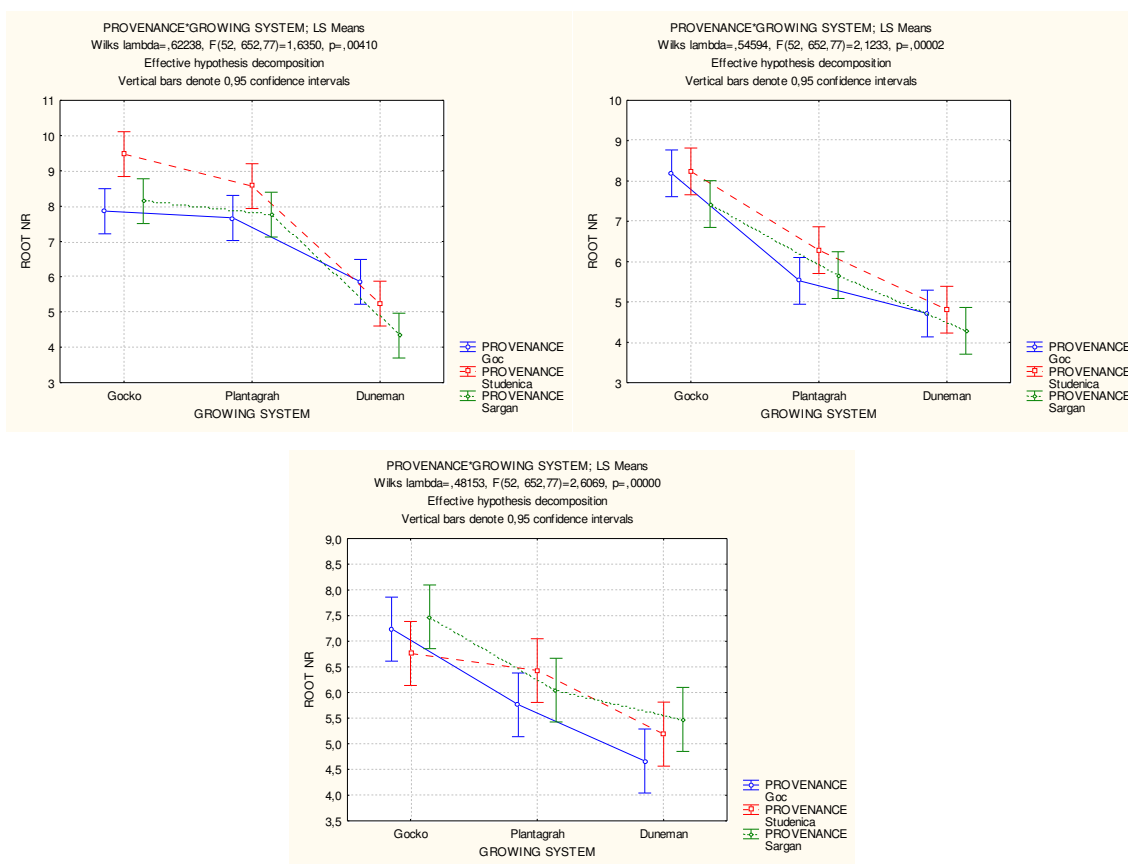 PROVENANCE*GROWING SYSTEM; LS Means
Wilks lambda=,62238, F(52, 652,77)=1,6350, p=,00410
Effective hypothesis decomposition
Vertical bars denote 0,95 confidence intervals
11
10
9
8
7
6
5
4
3
ROOT NR
Gocko Plantagrah Duneman
GROWING SYSTEM
PROVENANCE
Goc
PROVENANCE
Studenica
PROVENANCE
Sargan
PROVENANCE*GROWING SYSTEM; LS Means
Wilks lambda=,54594, F(52, 652,77)=2,1233, p=,00002
Effective hypothesis decomposition
Vertical bars denote 0,95 confidence intervals
10
9
8
7
6
5
4
3
ROOT NR
Gocko Plantagrah Duneman
GROWING SYSTEM
PROVENANCE
Goc
PROVENANCE
Studenica
PROVENANCE
Sargan
PROVENANCE*GROWING SYSTEM; LS Means
Wilks lambda=,48153, F(52, 652,77)=2,6069, p=,00000
Effective hypothesis decomposition
Vertical bars denote 0,95 confidence intervals
9,0
8,5
8,0
7,5
7,0
6,5
6,0
5,5
5,0
4,5
4,0
3,5
ROOT NR
Gocko Plantagrah Duneman
GROWING SYSTEM
PROVENANCE
Goc
PROVENANCE
Studenica
PROVENANCE
Sargan